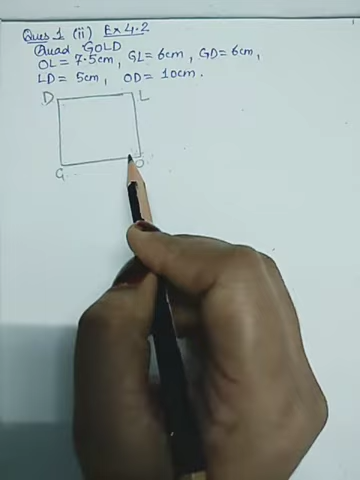 Ques 1 (ii) Ex 4.2
Quad GOLD
OL = 7.5cm, GL = 6cm, GD = 6cm,
LD = 5cm, OD = 10cm.
D L
G O